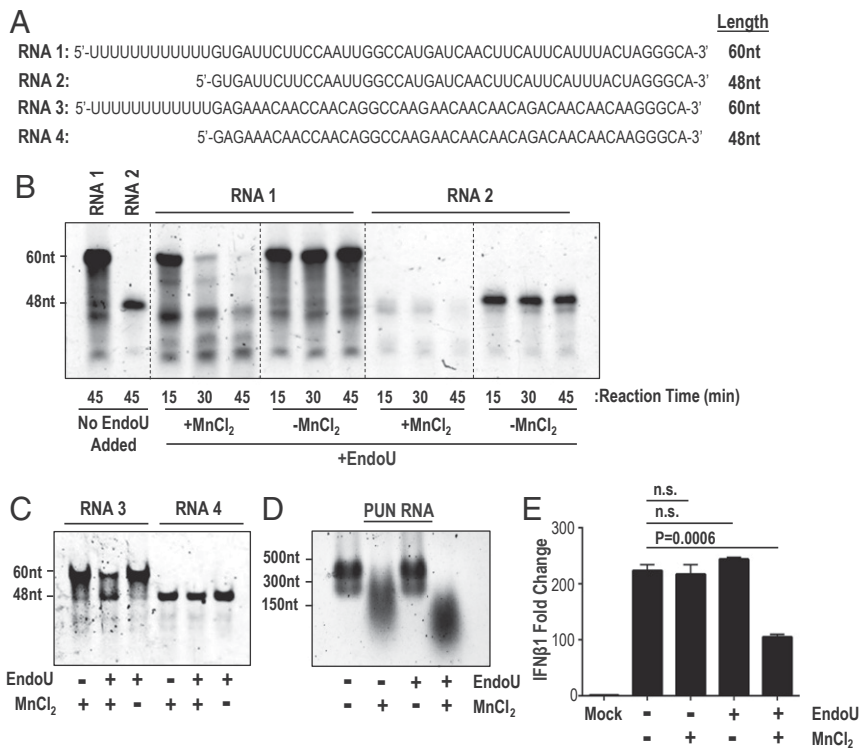 A
Length
RNA 1: 5'-UUUUUUUUUUUUGUGAUUCUUCCAAUUGGCCAUGAUCAACUUCAUUCAUUUACUAGGGCA-3' 60nt
RNA 2: 5'-GUGAUUCUUCCAAUUGGCCAUGAUCAACUUCAUUCAUUUACUAGGGCA-3' 48nt
RNA 3: 5'-UUUUUUUUUUUUGAGAAACAACCAACAGGCCAAGAACAACAACAGACAACAACAAGGGCA-3' 60nt
RNA 4: 5'-GAGAAACAACCAACAGGCCAAGAACAACAACAGACAACAACAAGGGCA-3' 48nt
B
RNA 1
RNA 2
RNA 1 RNA 2
60nt
48nt
45 45 15 30 45 15 30 45 15 30 45 15 30 45 :Reaction Time (min)
No EndoU Added
+MnCl2 -MnCl2 +MnCl2 -MnCl2
+EndoU
C
RNA 3 RNA 4
60nt
48nt
EndoU - + + - + +
MnCl2 + + - + + -
D
PUN RNA
500nt
300nt
150nt
- - + + EndoU
- + - + MnCl2
E
n.s.
n.s.
P=0.0006
IFNβ1 Fold Change
300
200
100
0
Mock - - + + EndoU
- + - + MnCl2